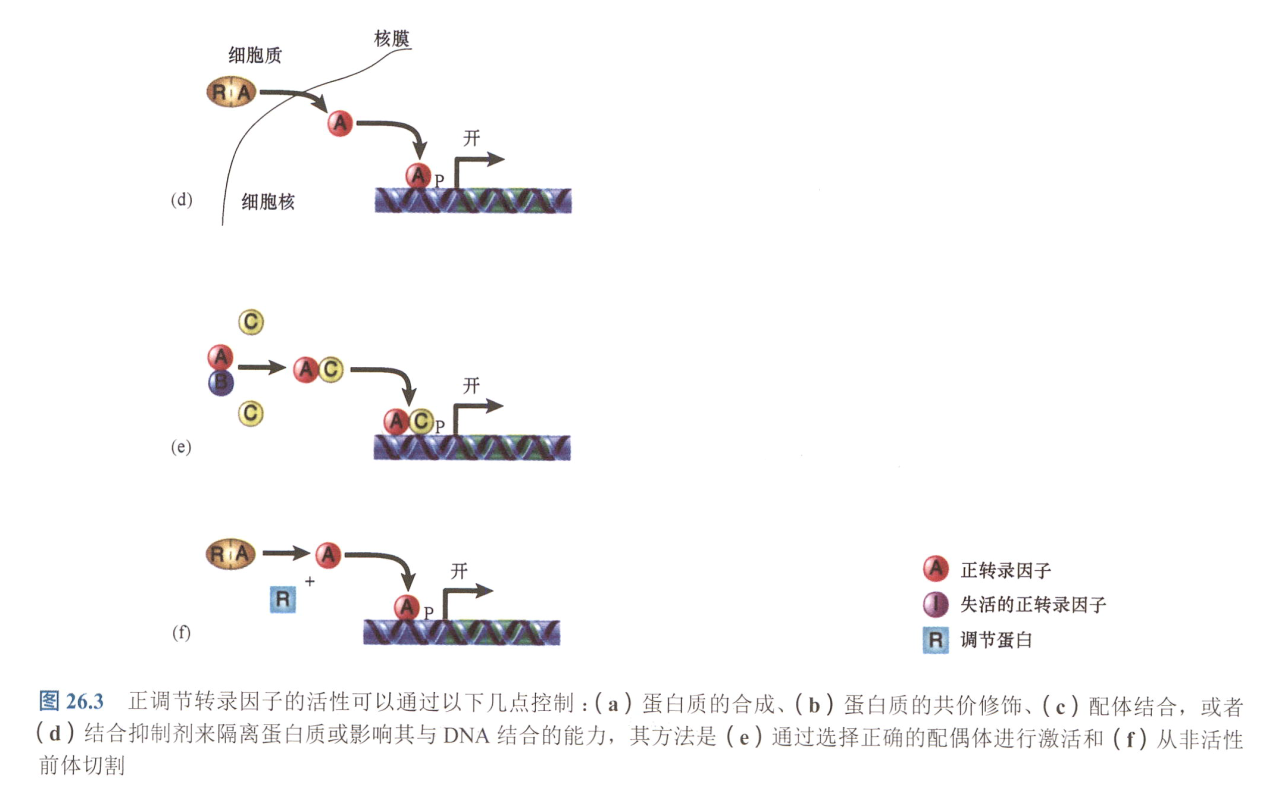 细胞质
核膜
R A
A
开
A P
(d)
细胞核
C
A
B
A C
C
开
A C P
(e)
R A
A
开
+
R
A P
(f)
A 正转录因子
I 失活的正转录因子
R 调节蛋白
图 26.3 正调节转录因子的活性可以通过以下几点控制:(a)蛋白质的合成、(b)蛋白质的共价修饰、(c)配体结合,或者
(d)结合抑制剂来隔离蛋白质或影响其与 DNA 结合的能力,其方法是(e)通过选择正确的配偶体进行激活和(f)从非活性
前体切割